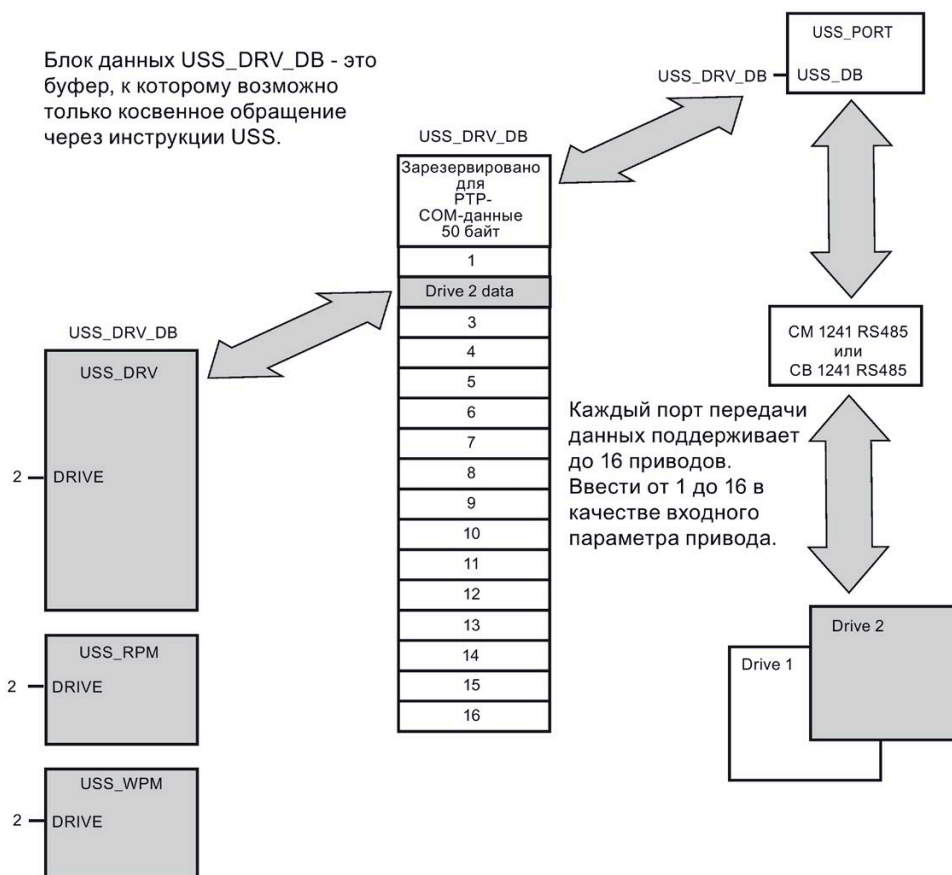 Блок данных USS_DRV_DB - это
буфер, к которому возможно
только косвенное обращение
через инструкции USS.
USS_PORT
USS_DRV_DB
USS_DB
USS_DRV_DB
Зарезервировано
для
PTP-
COM-данные
50 байт
1
Drive 2 data
3
4
5
6
7
8
9
10
11
12
13
14
15
16
USS_DRV_DB
USS_DRV
2
DRIVE
USS_RPM
2
DRIVE
USS_WPM
2
DRIVE
CM 1241 RS485
или
CB 1241 RS485
Каждый порт передачи
данных поддерживает
до 16 приводов.
Ввести от 1 до 16 в
качестве входного
параметра привода.
Drive 2
Drive 1